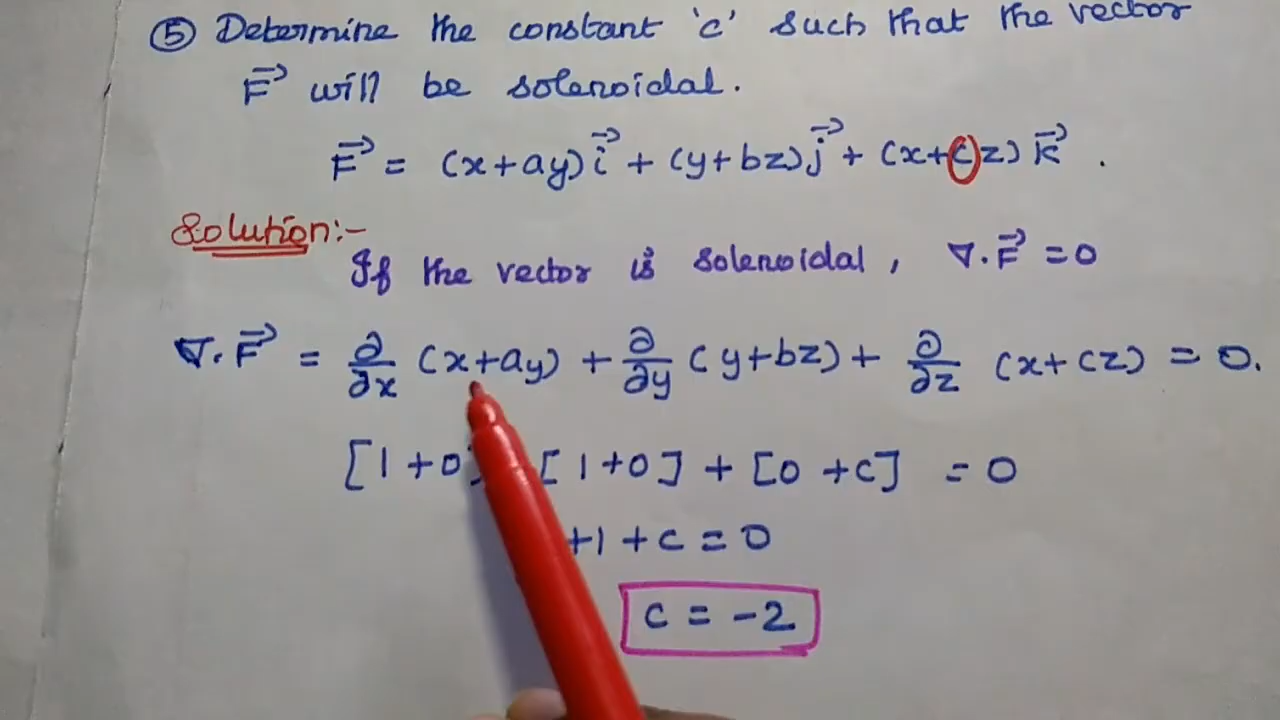 ⑤ Determine the constant 'c' such that the vector
F⃗ will be solenoidal.
F⃗ = (x+ay)i⃗ + (y+bz)j⃗ + (x+cz)k⃗ .
Solution:-
If the vector is solenoidal, ∇.F⃗ = 0
∇.F⃗ = ∂/∂x (x+ay) + ∂/∂y (y+bz) + ∂/∂z (x+cz) = 0.
[1+0] [1+0] + [0+c] = 0
+1+c=0
c = -2